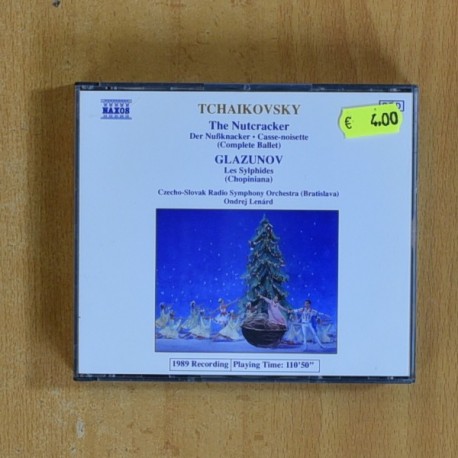 NAXOS
TCHAIKOVSKY
€ 4.00
The Nutcracker
Der Nußknacker • Casse-noisette
(Complete Ballet)
GLAZUNOV
Les Sylphides
(Chopiniana)
Czecho-Slovak Radio Symphony Orchestra (Bratislava)
Ondrej Lenárd
1989 Recording
Playing Time: 110'50"